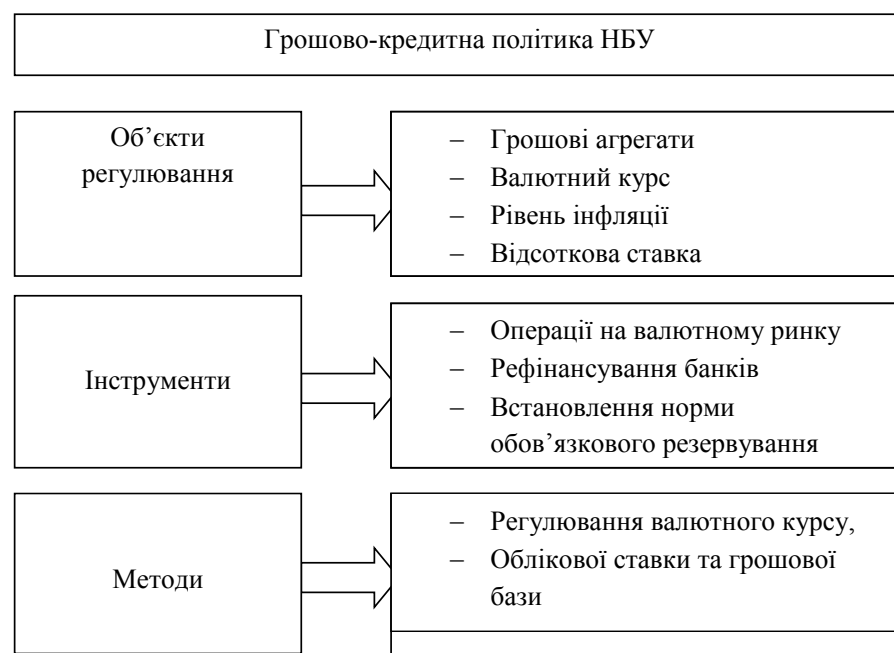 Грошово-кредитна політика НБУ
Об’єкти
регулювання
– Грошові агрегати
– Валютний курс
– Рівень інфляції
– Відсоткова ставка
Інструменти
– Операції на валютному ринку
– Рефінансування банків
– Встановлення норми
обов’язкового резервування
Методи
– Регулювання валютного курсу,
– Облікової ставки та грошової
бази